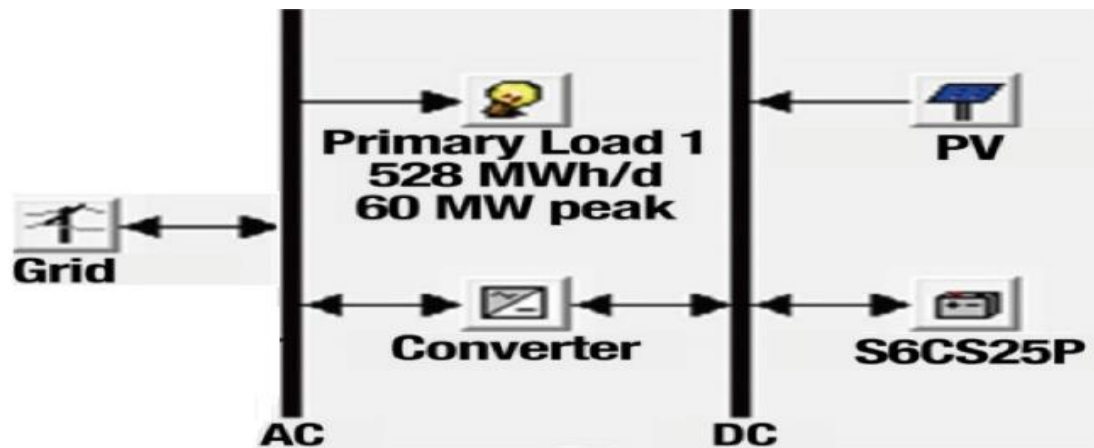 Primary Load 1
528 MWh/d
60 MW peak
PV
Grid
Converter
S6CS25P
AC
DC